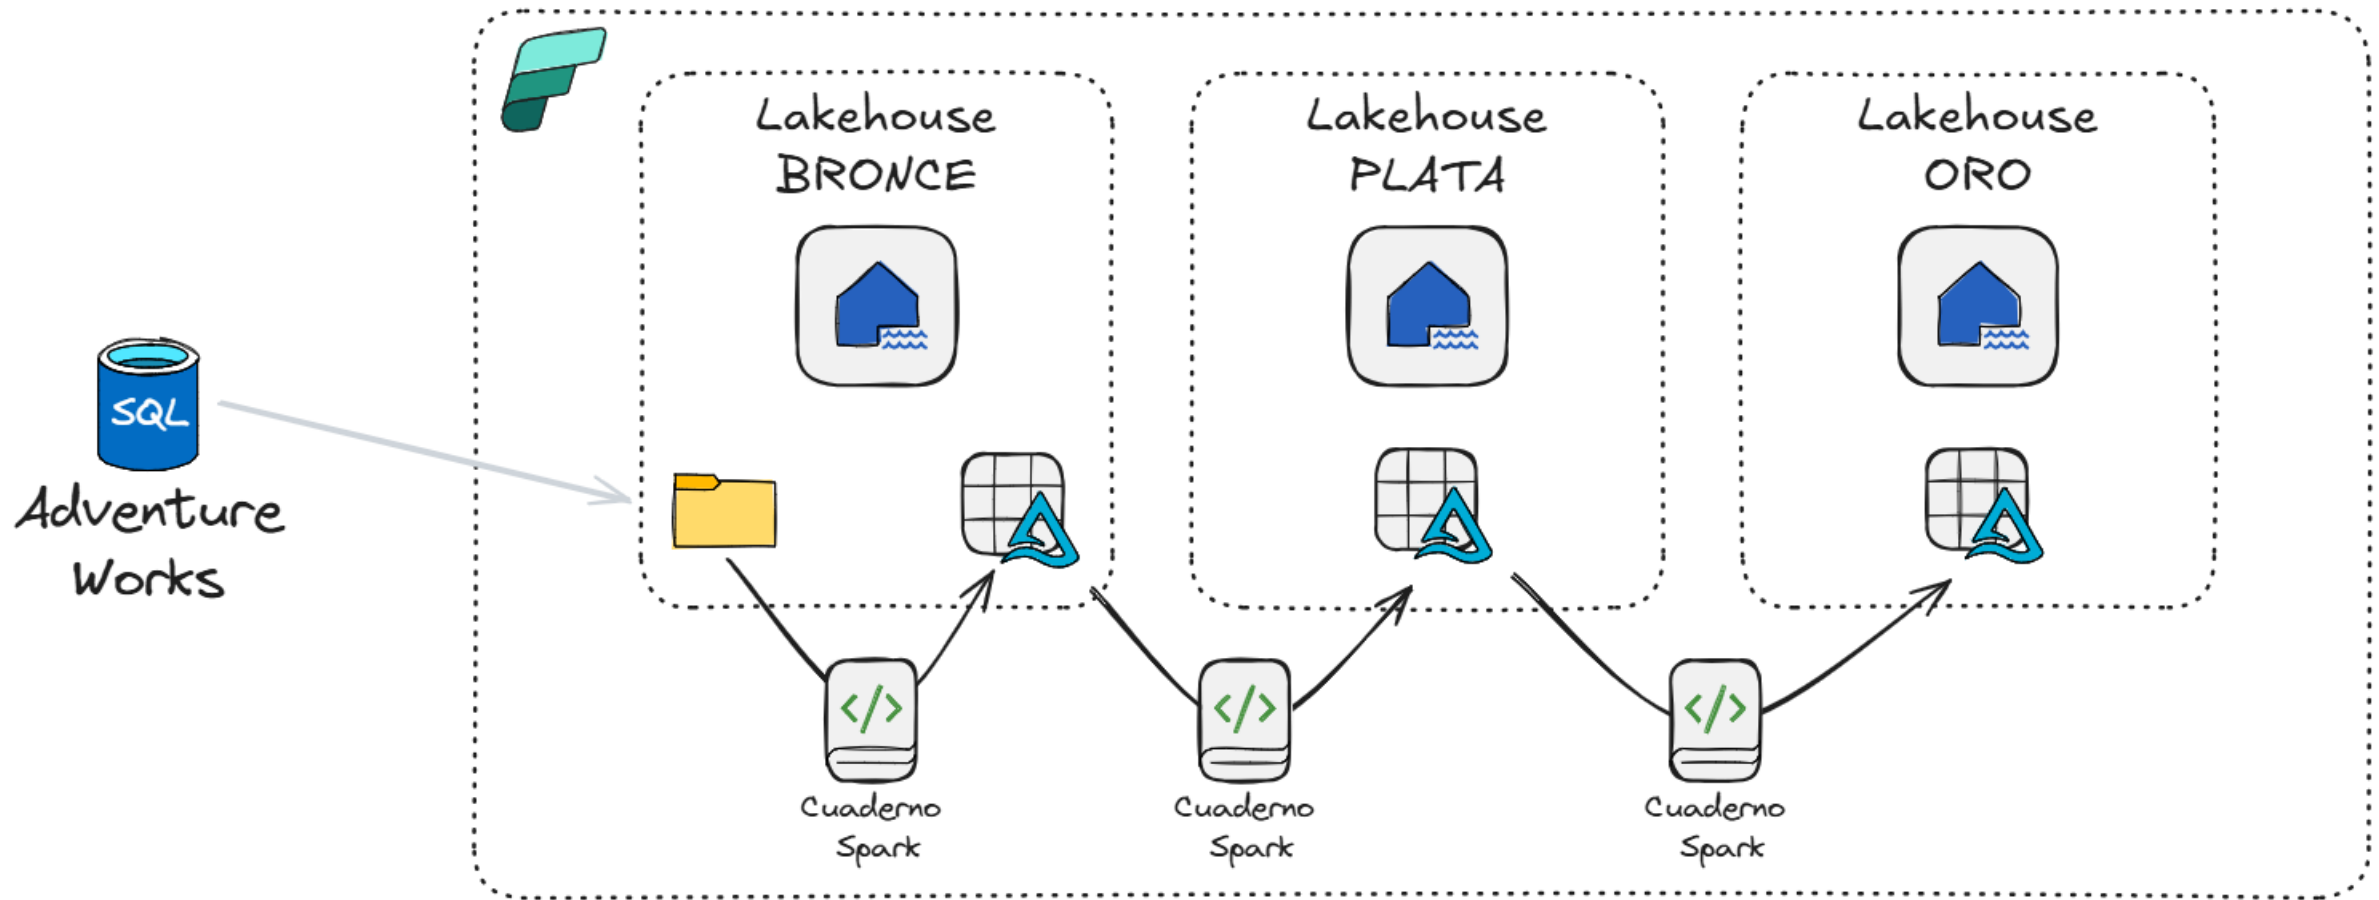 Lakehouse
BRONCE
Lakehouse
PLATA
Lakehouse
ORO
SQL
Adventure
Works
</>
</>
</>
Cuaderno
Spark
Cuaderno
Spark
Cuaderno
Spark